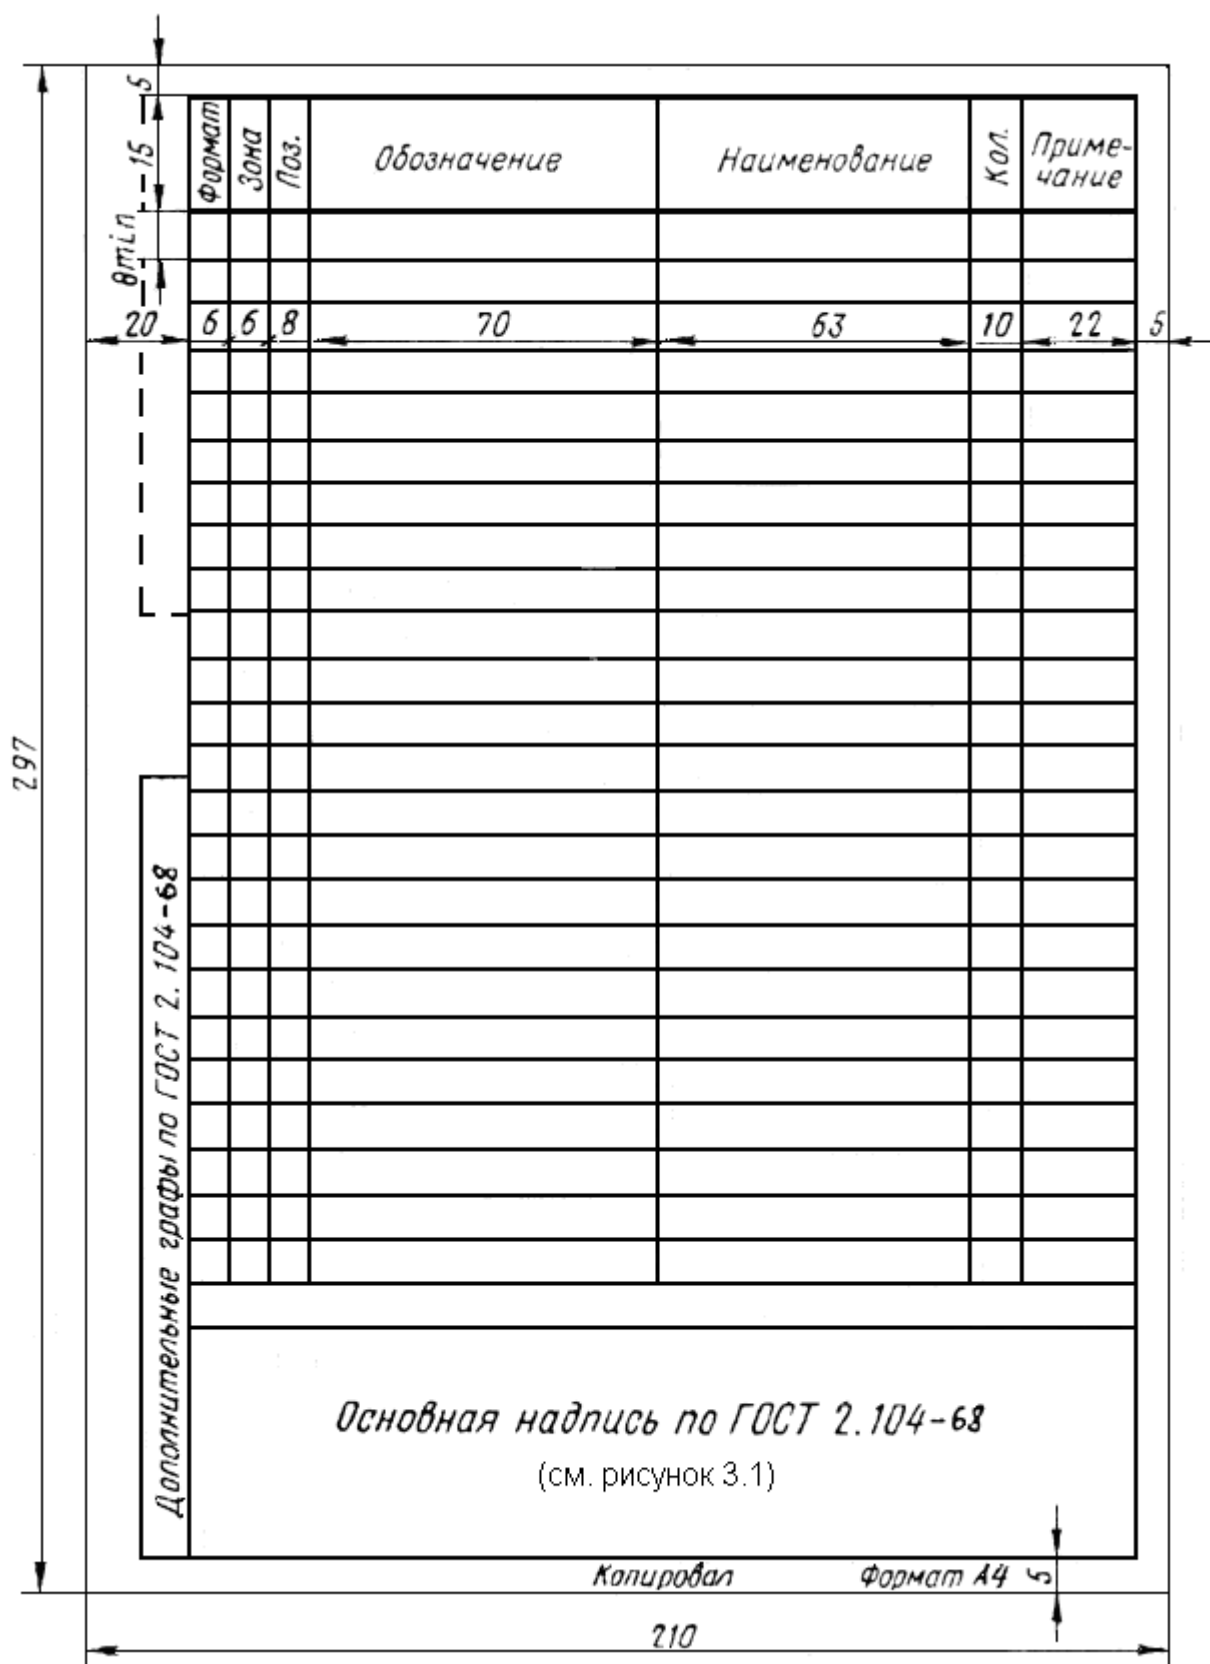 5
15
8min
Формат
Зона
Поз.
Обозначение
Наименование
Кол.
Приме-
чание
20
6
6
8
70
63
10
22
5
297
Дополнительные графы по ГОСТ 2.104-68
Основная надпись по ГОСТ 2.104-68
(см. рисунок 3.1)
Копировал
Формат А4
5
210